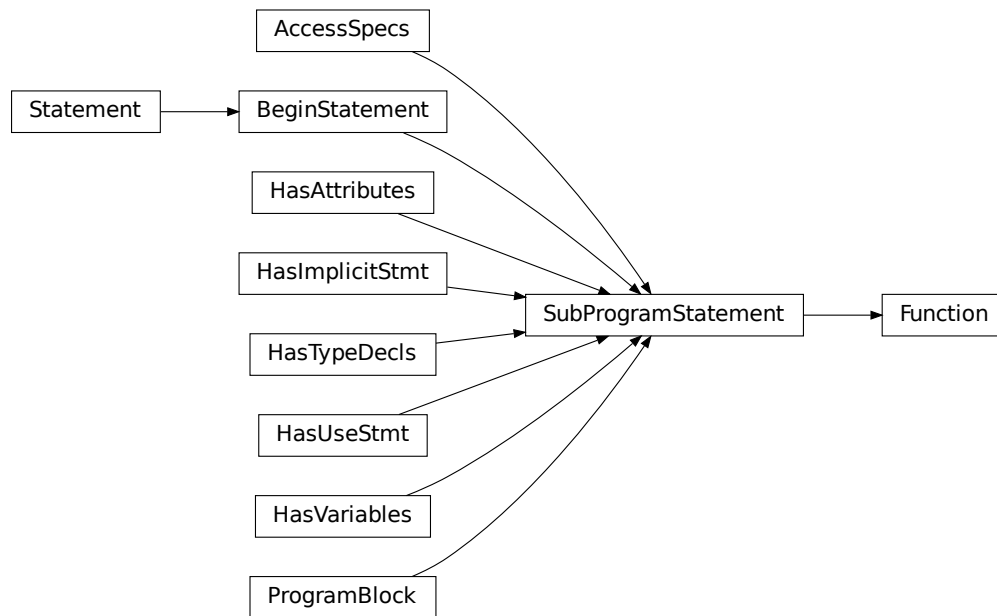 AccessSpecs
Statement
BeginStatement
HasAttributes
HasImplicitStmt
SubProgramStatement
Function
HasTypeDecls
HasUseStmt
HasVariables
ProgramBlock